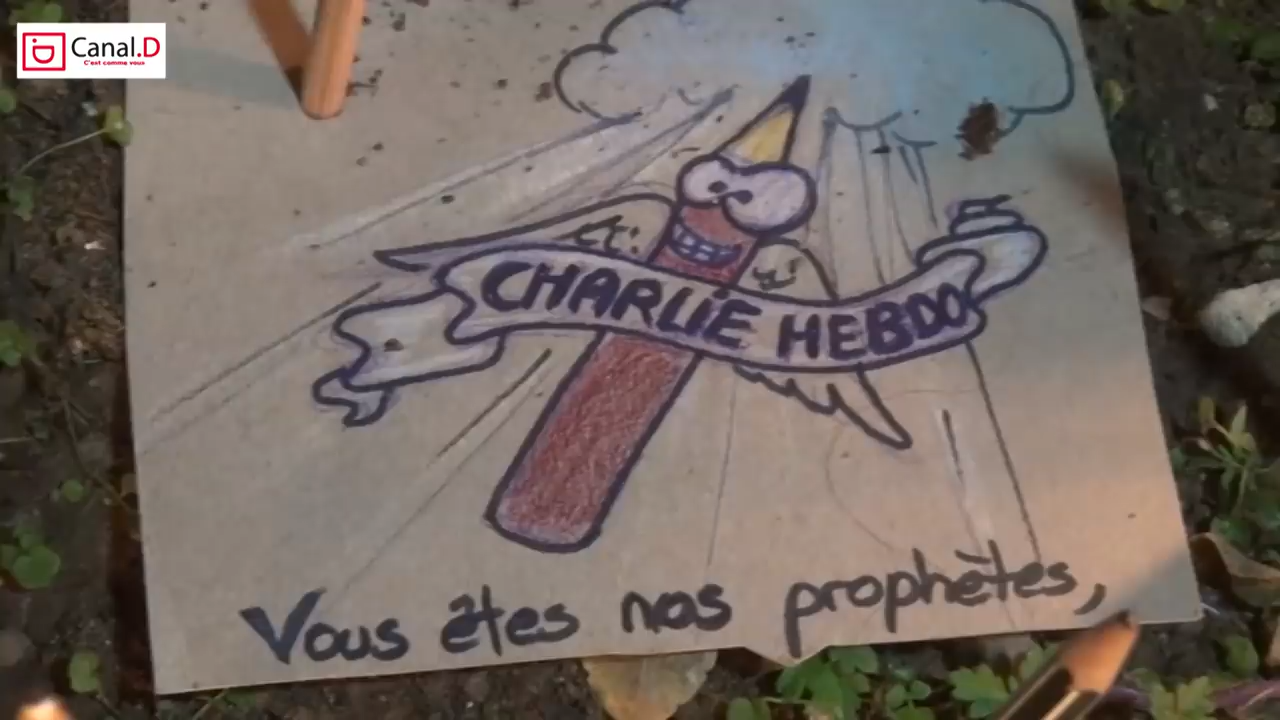 Canal.D
C'est comme vous
CHARLIE HEBDO
Vous êtes nos prophètes,